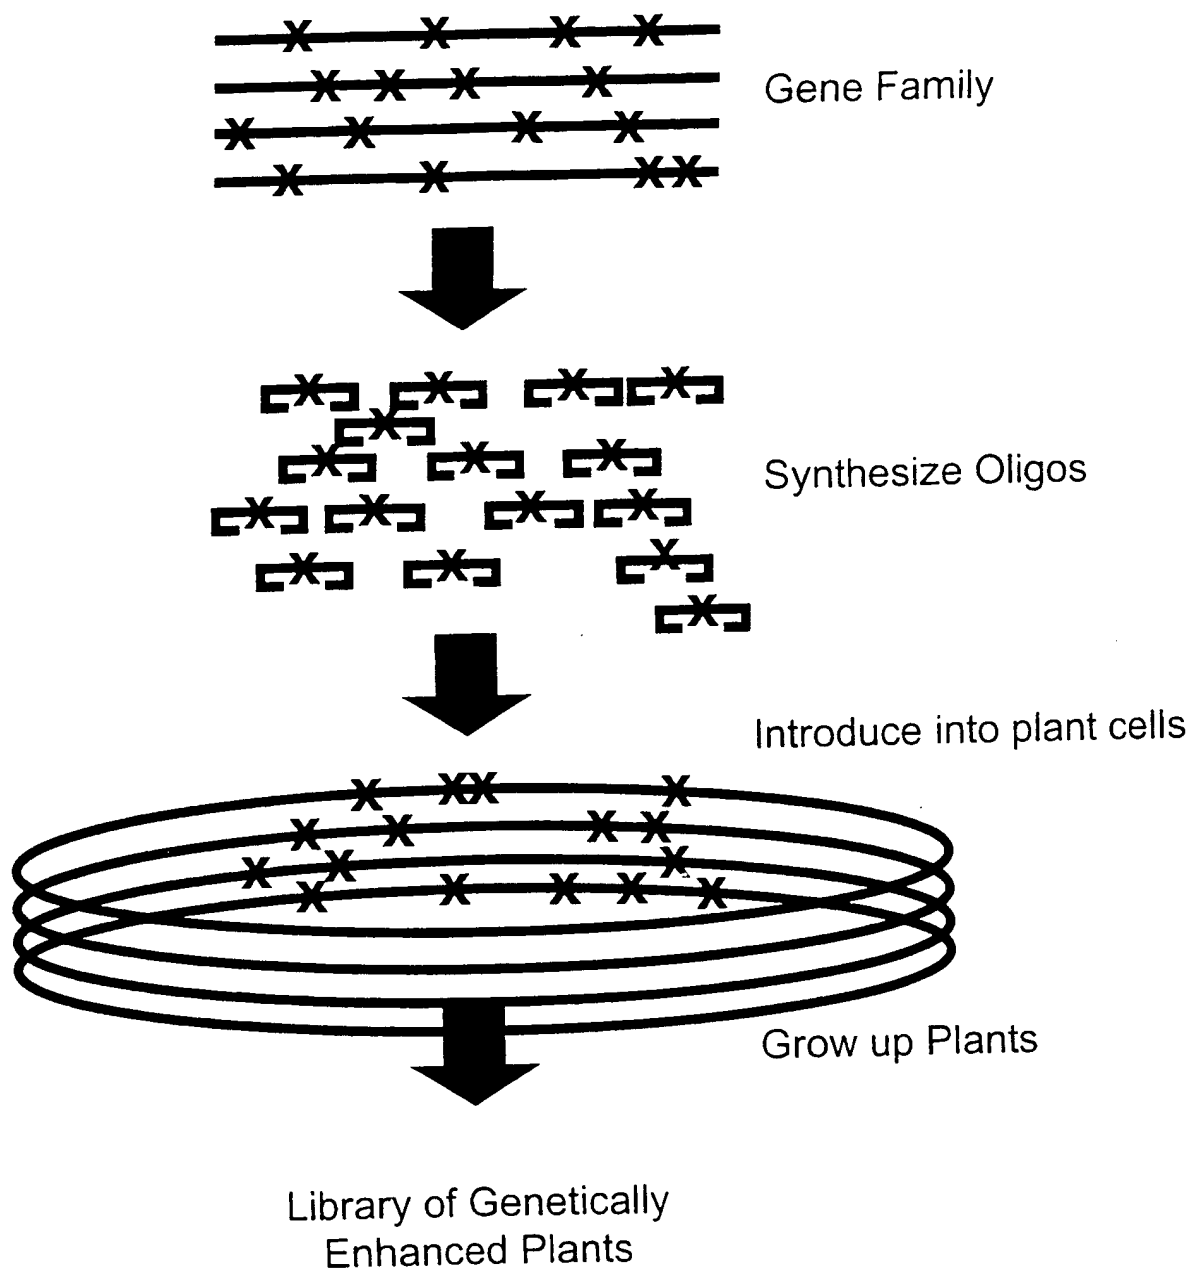 Gene Family
Synthesize Oligos
Introduce into plant cells
Grow up Plants
Library of Genetically
Enhanced Plants